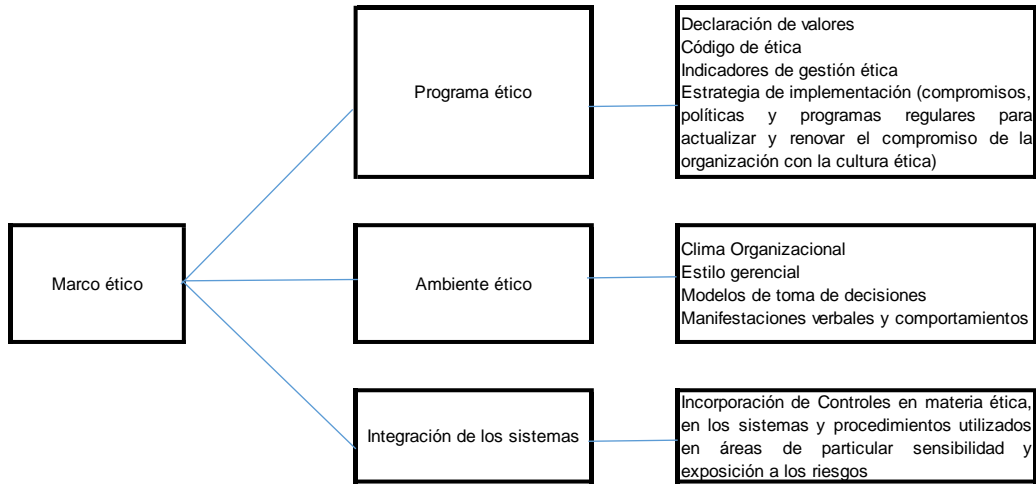 Programa ético
Declaración de valores
Código de ética
Indicadores de gestión ética
Estrategia de implementación (compromisos,
políticas y programas regulares para
actualizar y renovar el compromiso de la
organización con la cultura ética)
Marco ético
Ambiente ético
Clima Organizacional
Estilo gerencial
Modelos de toma de decisiones
Manifestaciones verbales y comportamientos
Integración de los sistemas
Incorporación de Controles en materia ética,
en los sistemas y procedimientos utilizados
en áreas de particular sensibilidad y
exposición a los riesgos